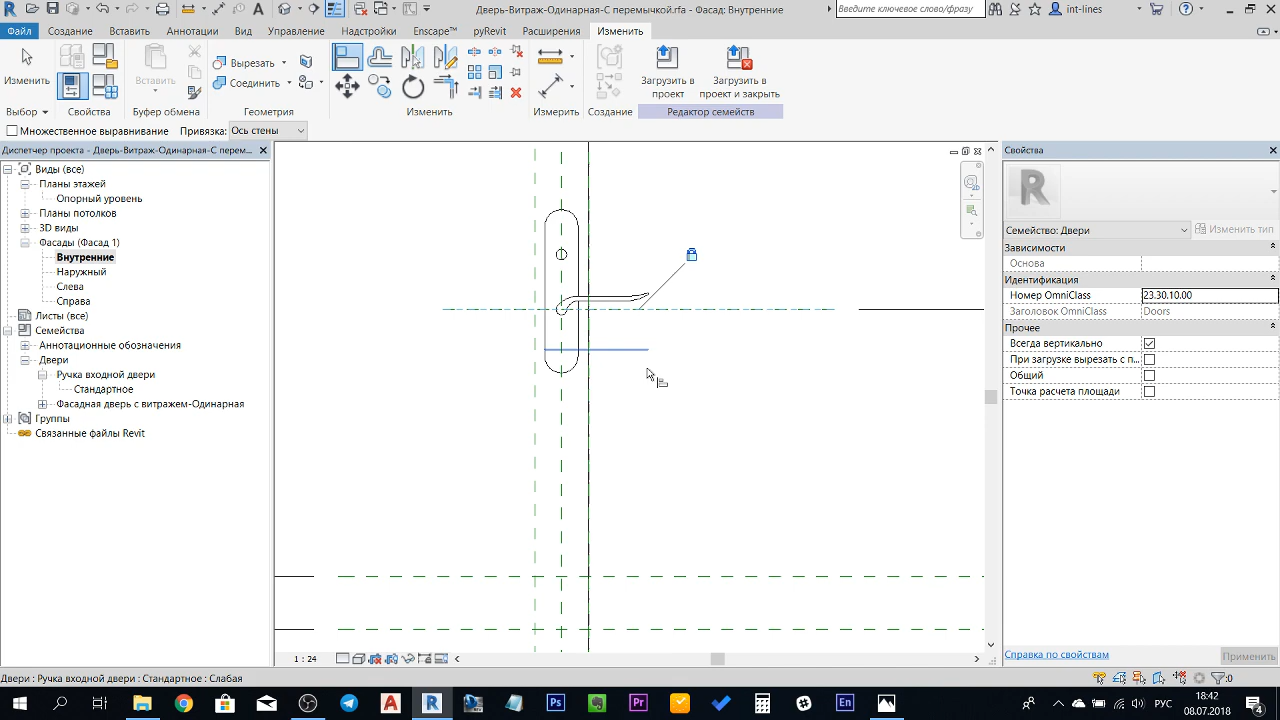 Дверь-Витраж-Одинарная-С перемычкой.rfa - Фасад: Внутренние
Введите ключевое слово/фразу
int-lines
Файл
Создание
Вставить
Аннотации
Вид
Управление
Надстройки
Enscape™
pyRevit
Расширения
Изменить
Изменить
Вставить
Вырезать
Соединить
Создание
Загрузить в
проект
Загрузить в
проект и закрыть
Выбор
Свойства
Буфер обмена
Геометрия
Изменить
Измерить
Создание
Редактор семейств
Множественное выравнивание
Привязка:
Ось стены
Диспетчер проекта - Дверь-Витраж-Одинарная-С перем...
Виды (все)
Планы этажей
Опорный уровень
Планы потолков
3D виды
Фасады (Фасад 1)
Внутренние
Наружный
Слева
Справа
Листы (все)
Семейства
Аннотационные обозначения
Двери
Ручка входной двери
Стандартное
Фасадная дверь с витражем-Одинарная
Группы
Связанные файлы Revit
Свойства
Семейство: Двери
Изменить тип
Зависимости
Основа
Идентификация
Номер OmniClass
23.30.10.00
Заголовок OmniClass
Doors
Прочее
Всегда вертикально
При загрузке вырезать с п...
Общий
Точка расчета площади
Справка по свойствам
Применить
1 : 24
Двери : Ручка входной двери : Стандартное : Слабая
:0
РУС
18:42
08.07.2018